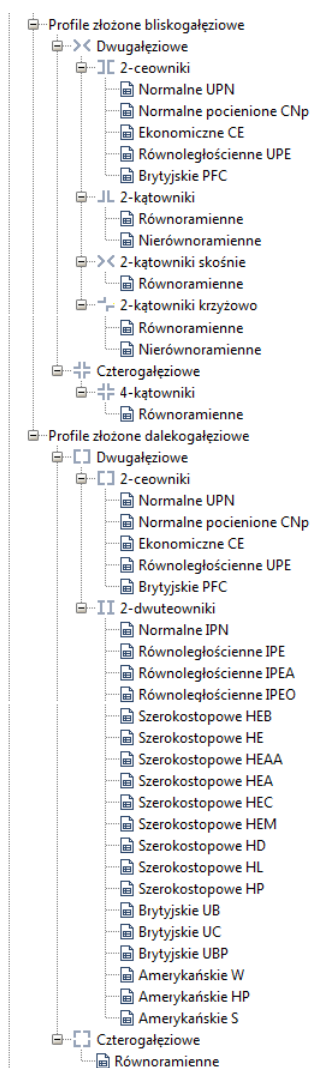 Profile złożone bliskogałęziowe
Dwugałęziowe
2-ceowniki
Normalne UPN
Normalne pocienione CNp
Ekonomiczne CE
Równoległościenne UPE
Brytyjskie PFC
2-kątowniki
Równoramienne
Nierównoramienne
2-kątowniki skośnie
Równoramienne
2-kątowniki krzyżowo
Równoramienne
Nierównoramienne
Czterogałęziowe
4-kątowniki
Równoramienne
Profile złożone dalekogałęziowe
Dwugałęziowe
2-ceowniki
Normalne UPN
Normalne pocienione CNp
Ekonomiczne CE
Równoległościenne UPE
Brytyjskie PFC
2-dwuteowniki
Normalne IPN
Równoległościenne IPE
Równoległościenne IPEA
Równoległościenne IPEO
Szerokostopowe HEB
Szerokostopowe HE
Szerokostopowe HEAA
Szerokostopowe HEA
Szerokostopowe HEC
Szerokostopowe HEM
Szerokostopowe HD
Szerokostopowe HL
Szerokostopowe HP
Brytyjskie UB
Brytyjskie UC
Brytyjskie UBP
Amerykańskie W
Amerykańskie HP
Amerykańskie S
Czterogałęziowe
Równoramienne